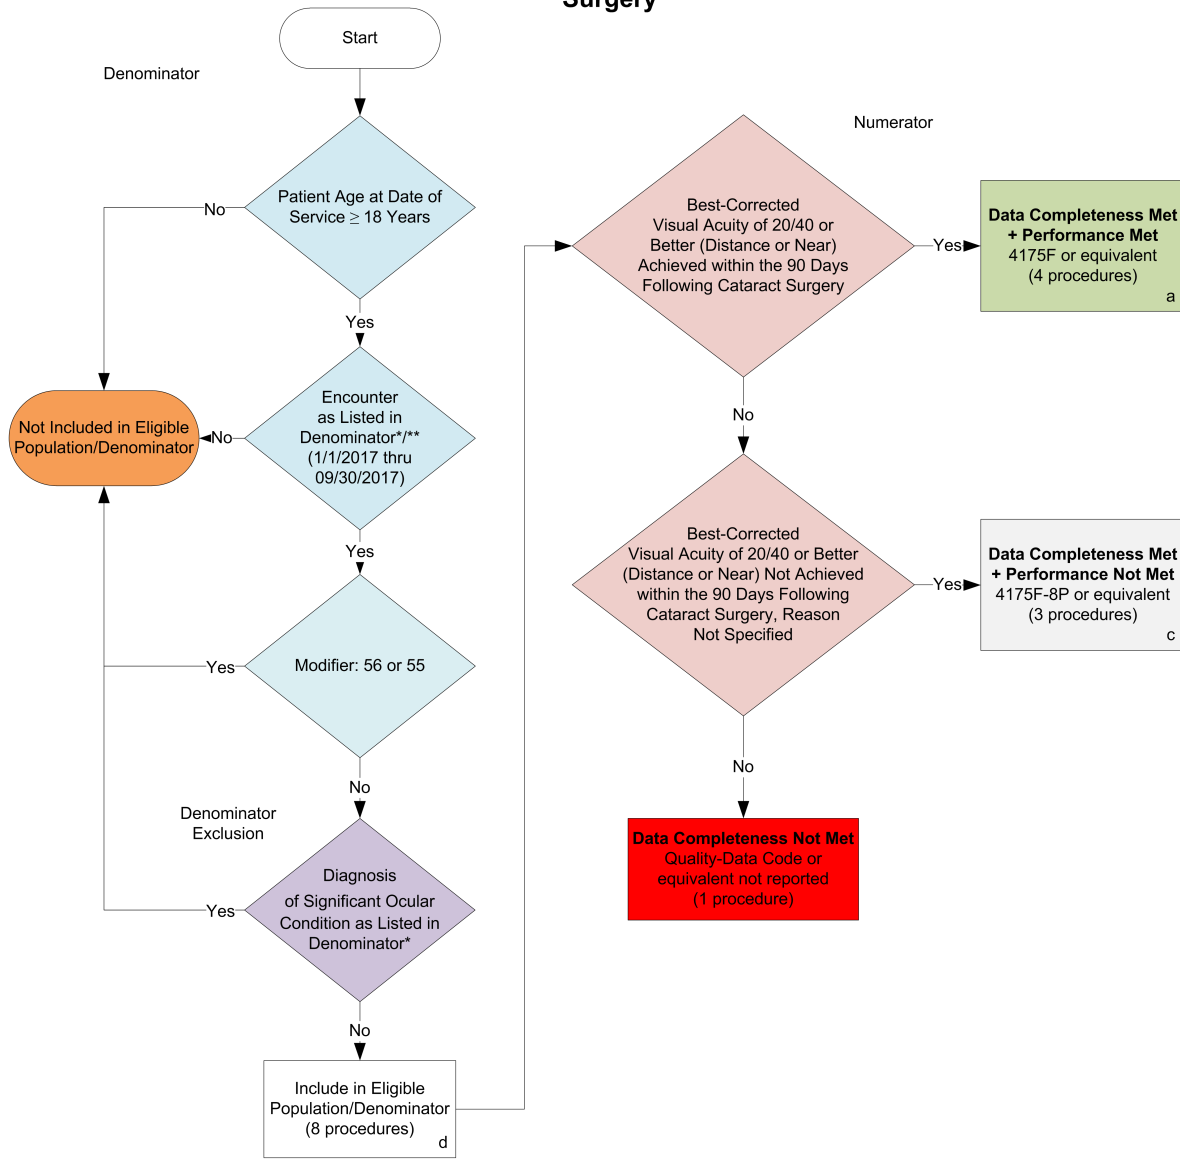 Surgery
Start
Denominator
Patient Age at Date of
Service ≥ 18 Years
No
Yes
Encounter
as Listed in
Denominator*/**
(1/1/2017 thru
09/30/2017)
No
Not Included in Eligible
Population/Denominator
Yes
Modifier: 56 or 55
Yes
No
Denominator
Exclusion
Diagnosis
of Significant Ocular
Condition as Listed in
Denominator*
Yes
No
Include in Eligible
Population/Denominator
(8 procedures)
d
Numerator
Best-Corrected
Visual Acuity of 20/40 or
Better (Distance or Near)
Achieved within the 90 Days
Following Cataract Surgery
Yes
Data Completeness Met
+ Performance Met
4175F or equivalent
(4 procedures)
a
No
Best-Corrected
Visual Acuity of 20/40 or Better
(Distance or Near) Not Achieved
within the 90 Days Following
Cataract Surgery, Reason
Not Specified
Yes
Data Completeness Met
+ Performance Not Met
4175F-8P or equivalent
(3 procedures)
c
No
Data Completeness Not Met
Quality-Data Code or
equivalent not reported
(1 procedure)